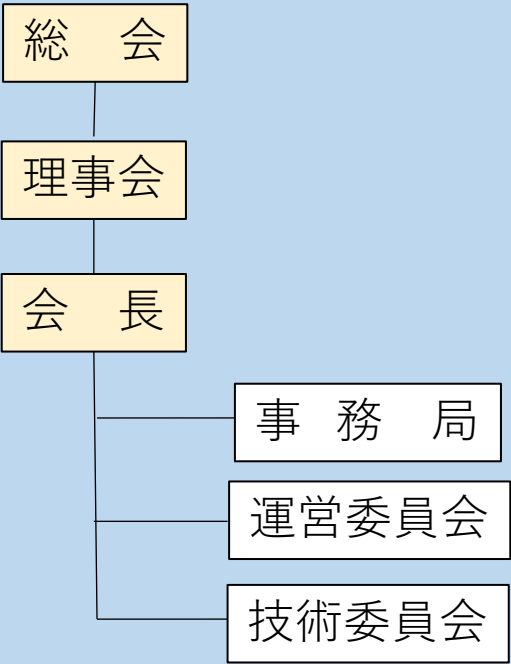 総　会
理事会
会　長
事　務　局
運営委員会
技術委員会